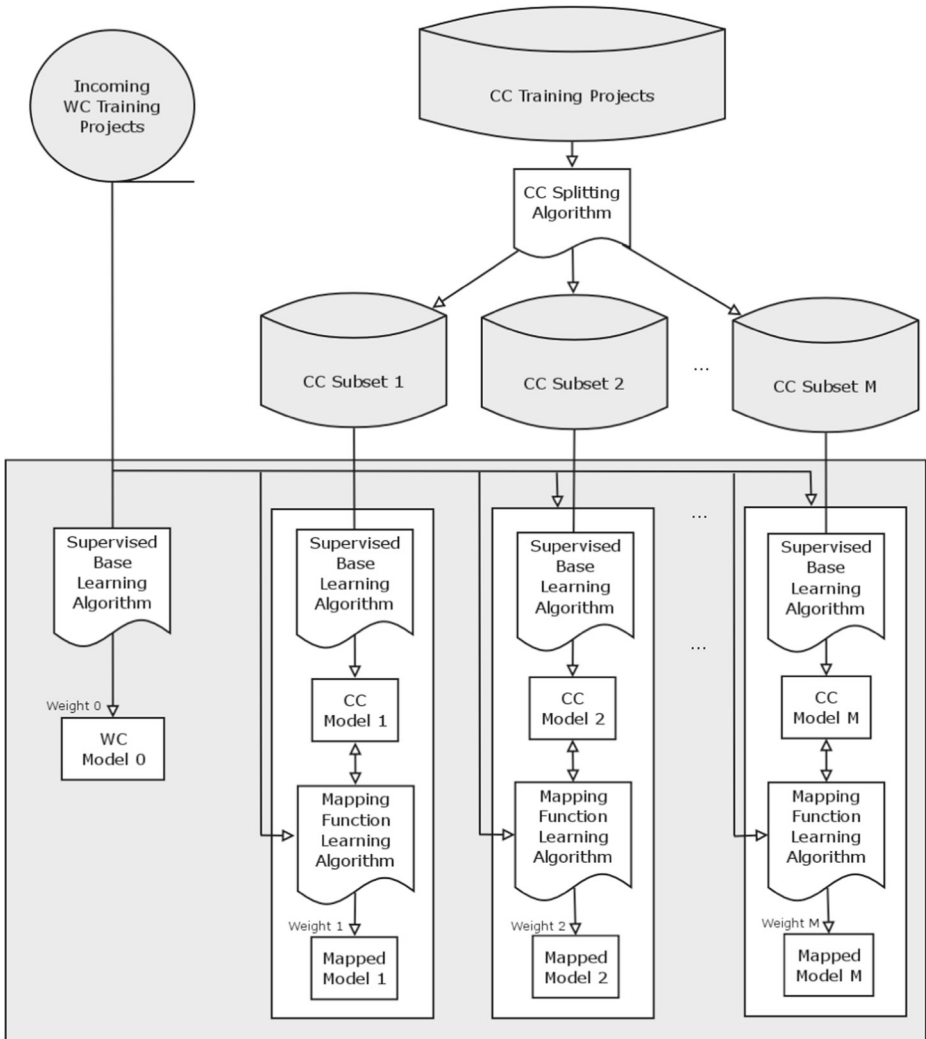 Incoming
WC Training
Projects
CC Training Projects
CC Splitting
Algorithm
CC Subset 1
CC Subset 2
...
CC Subset M
...
Supervised
Base
Learning
Algorithm
Supervised
Base
Learning
Algorithm
Supervised
Base
Learning
Algorithm
Supervised
Base
Learning
Algorithm
...
Weight 0
WC
Model 0
CC
Model 1
CC
Model 2
CC
Model M
Mapping
Function
Learning
Algorithm
Mapping
Function
Learning
Algorithm
Mapping
Function
Learning
Algorithm
Weight 1
Weight 2
Weight M
Mapped
Model 1
Mapped
Model 2
Mapped
Model M